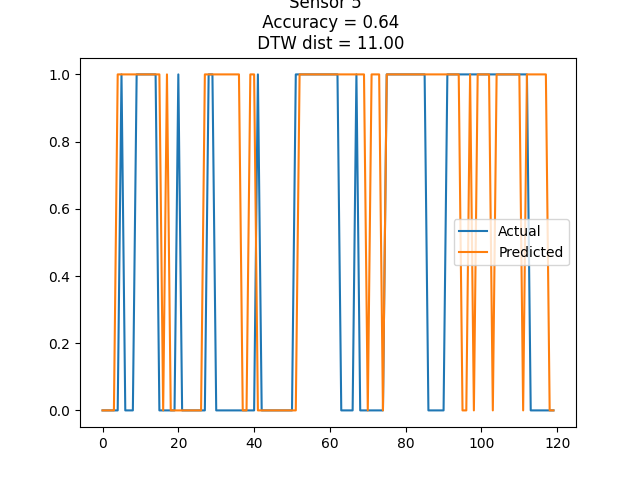 Sensor 5
Accuracy = 0.64
DTW dist = 11.00
1.0
0.8
0.6
0.4
0.2
0.0
Actual
Predicted
0 20 40 60 80 100 120